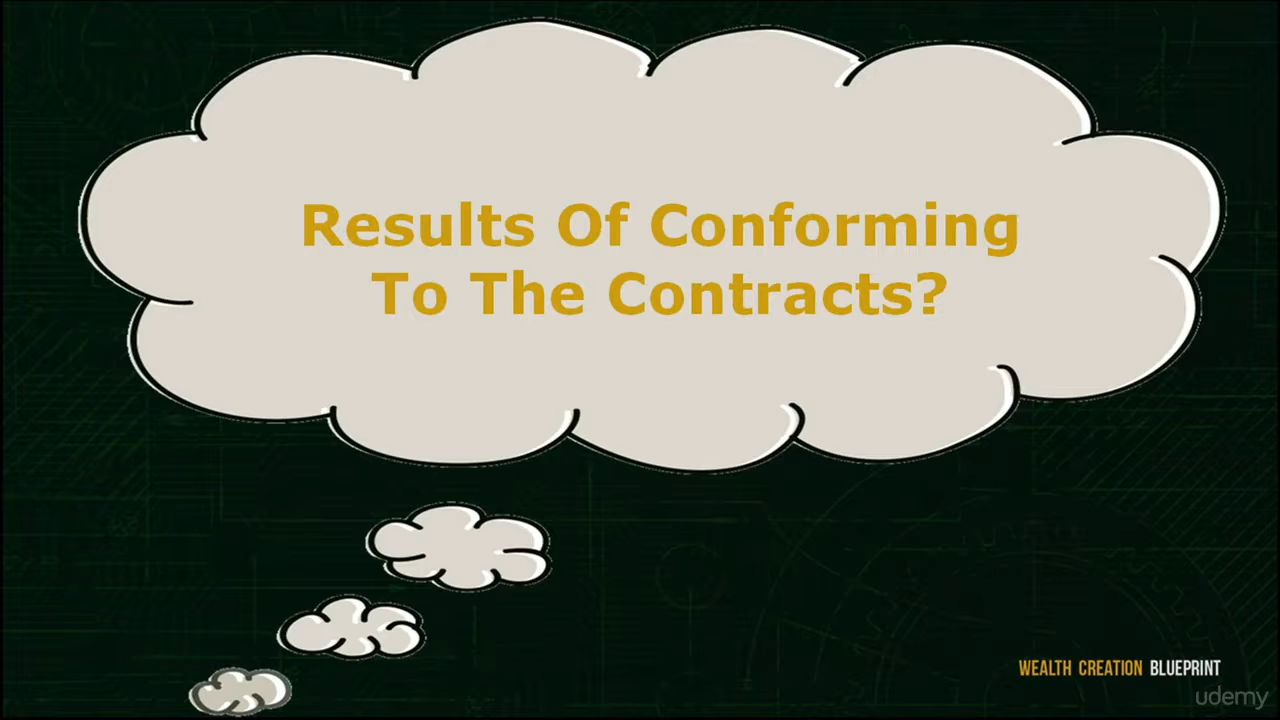 Results Of Conforming
To The Contracts?
WEALTH CREATION BLUEPRINT
udemy